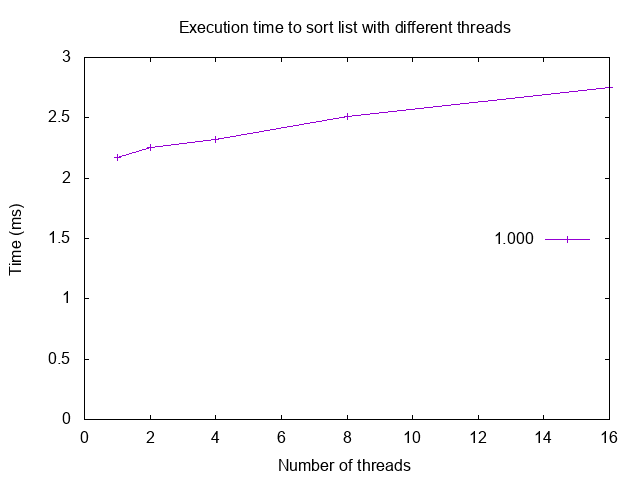 Execution time to sort list with different threads
3
2.5
2
1.5
1
0.5
0
Time (ms)
1.000
0 2 4 6 8 10 12 14 16
Number of threads